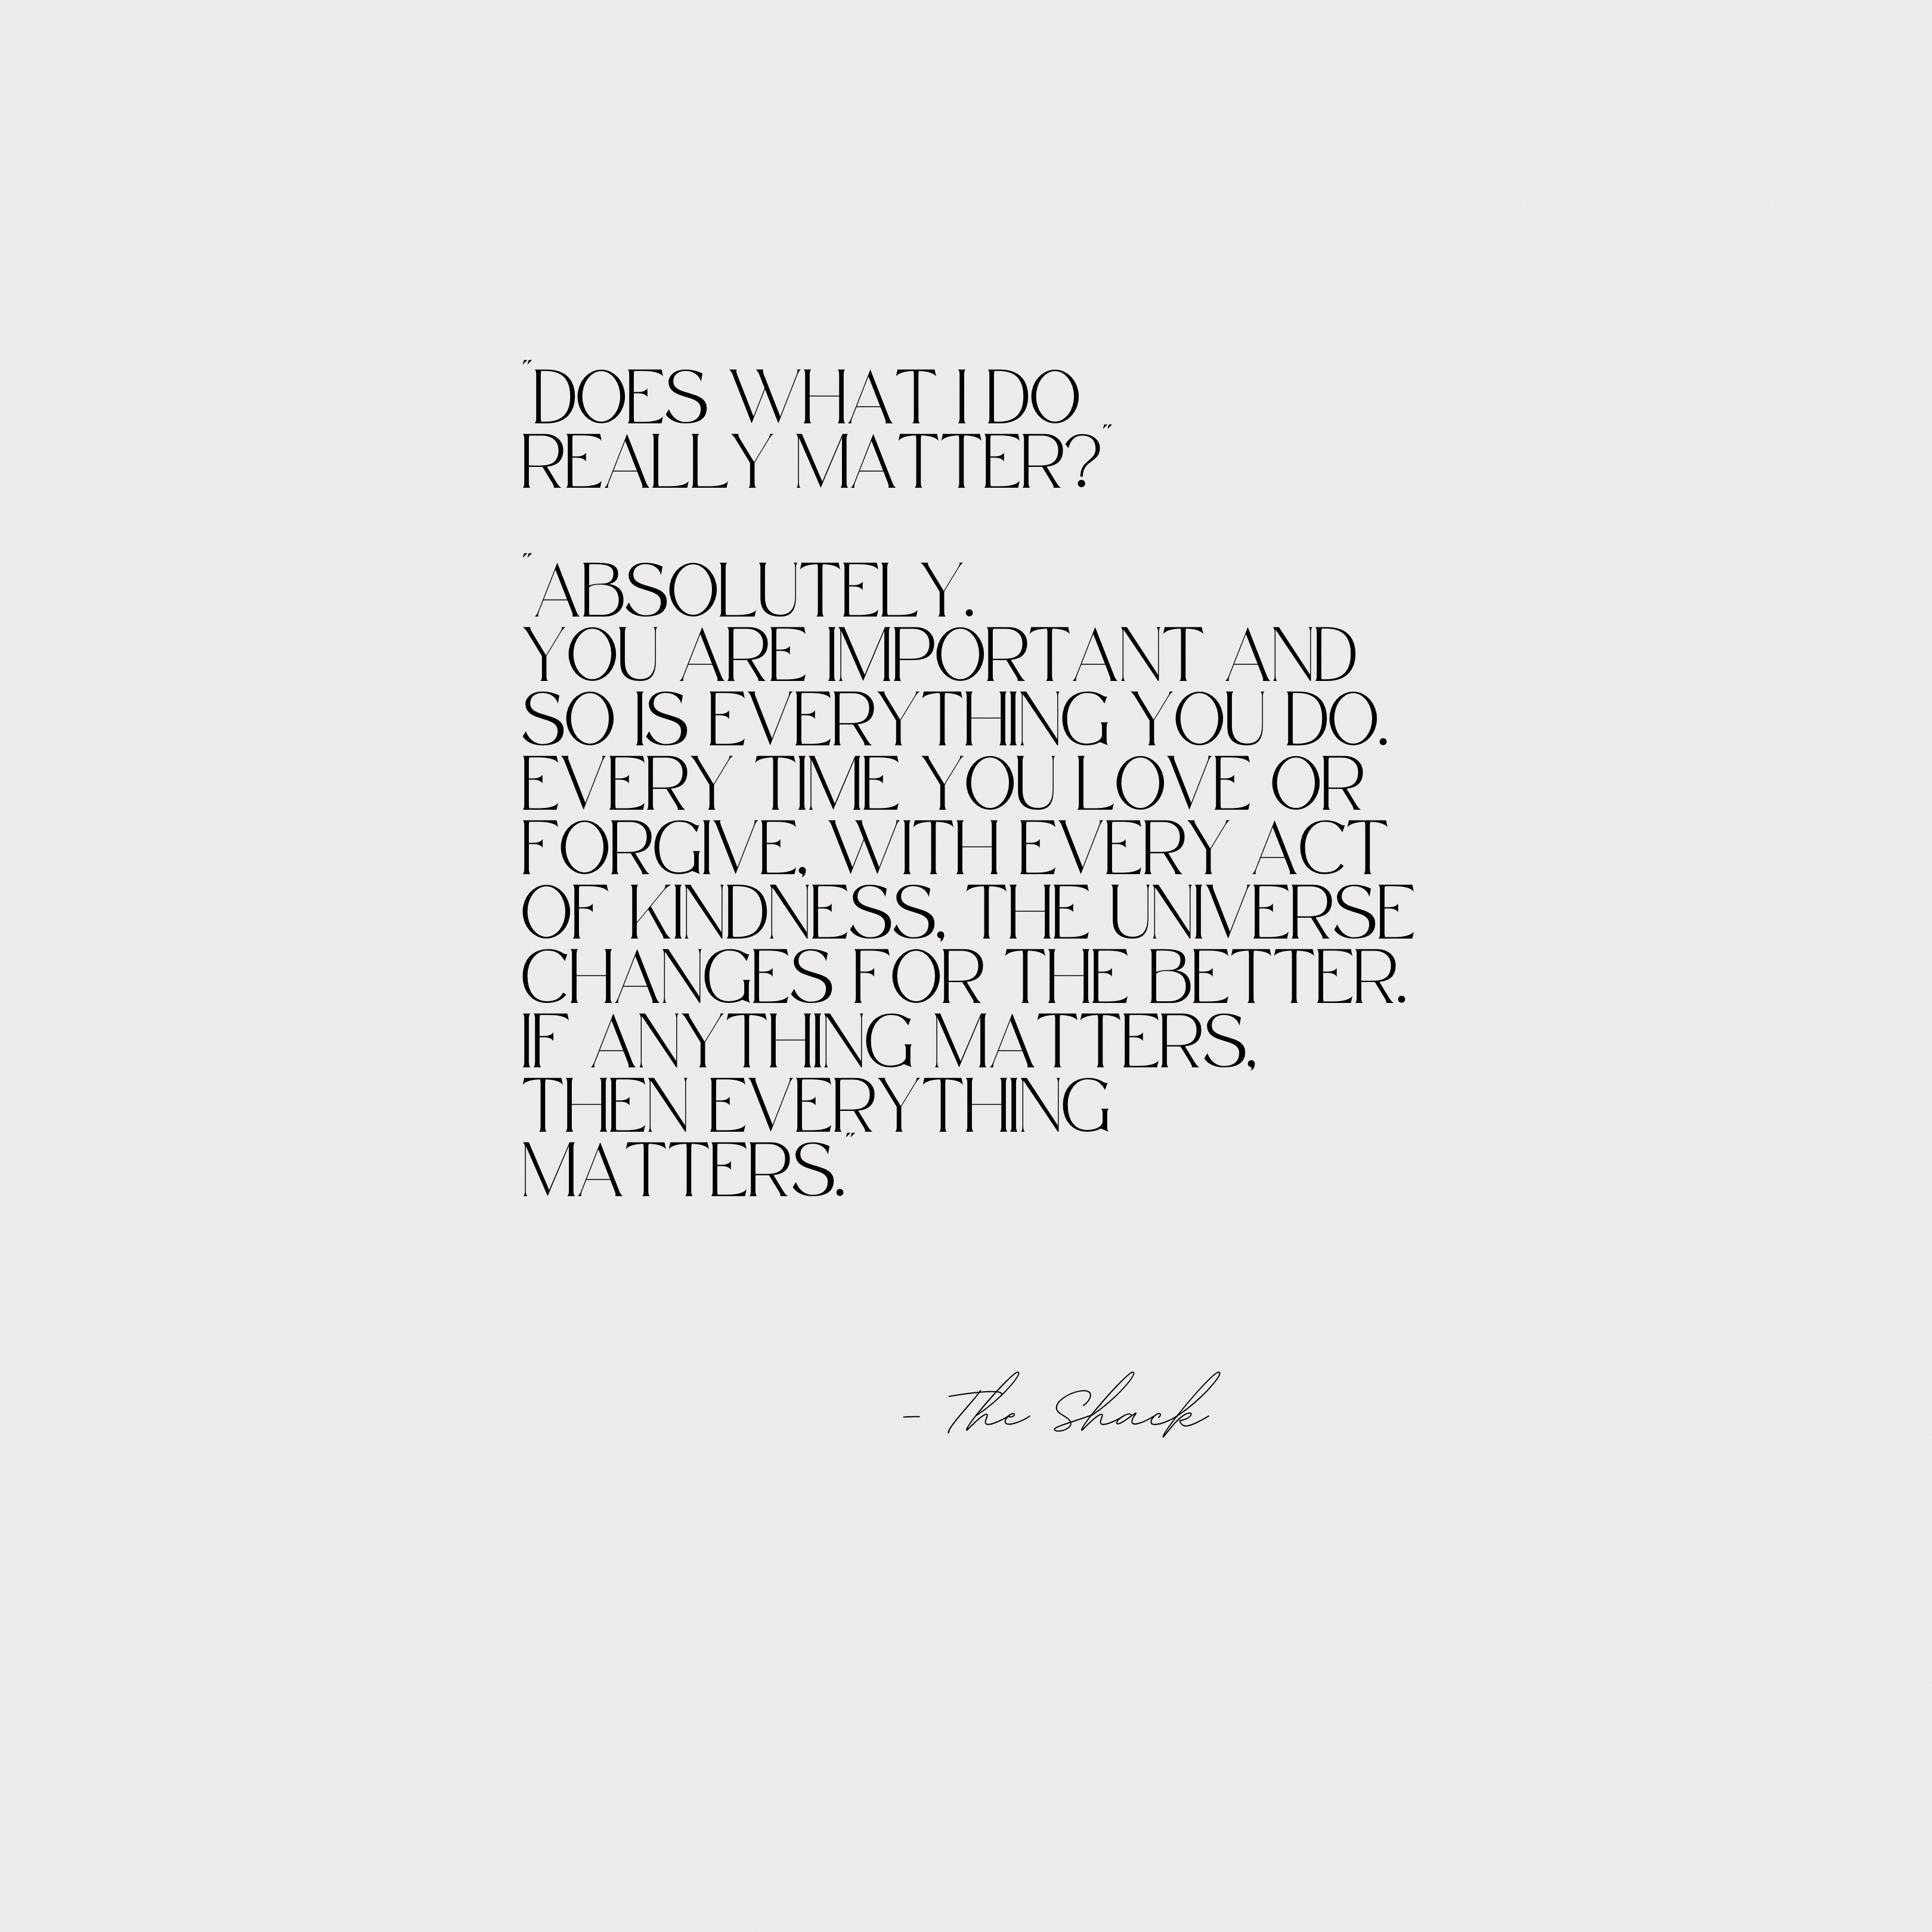 "DOES WHAT I DO
REALLY MATTER?"
"ABSOLUTELY.
YOU ARE IMPORTANT AND
SO IS EVERYTHING YOU DO.
EVERY TIME YOU LOVE OR
FORGIVE, WITH EVERY ACT
OF KINDNESS, THE UNIVERSE
CHANGES FOR THE BETTER.
IF ANYTHING MATTERS,
THEN EVERYTHING
MATTERS."
- The Shack